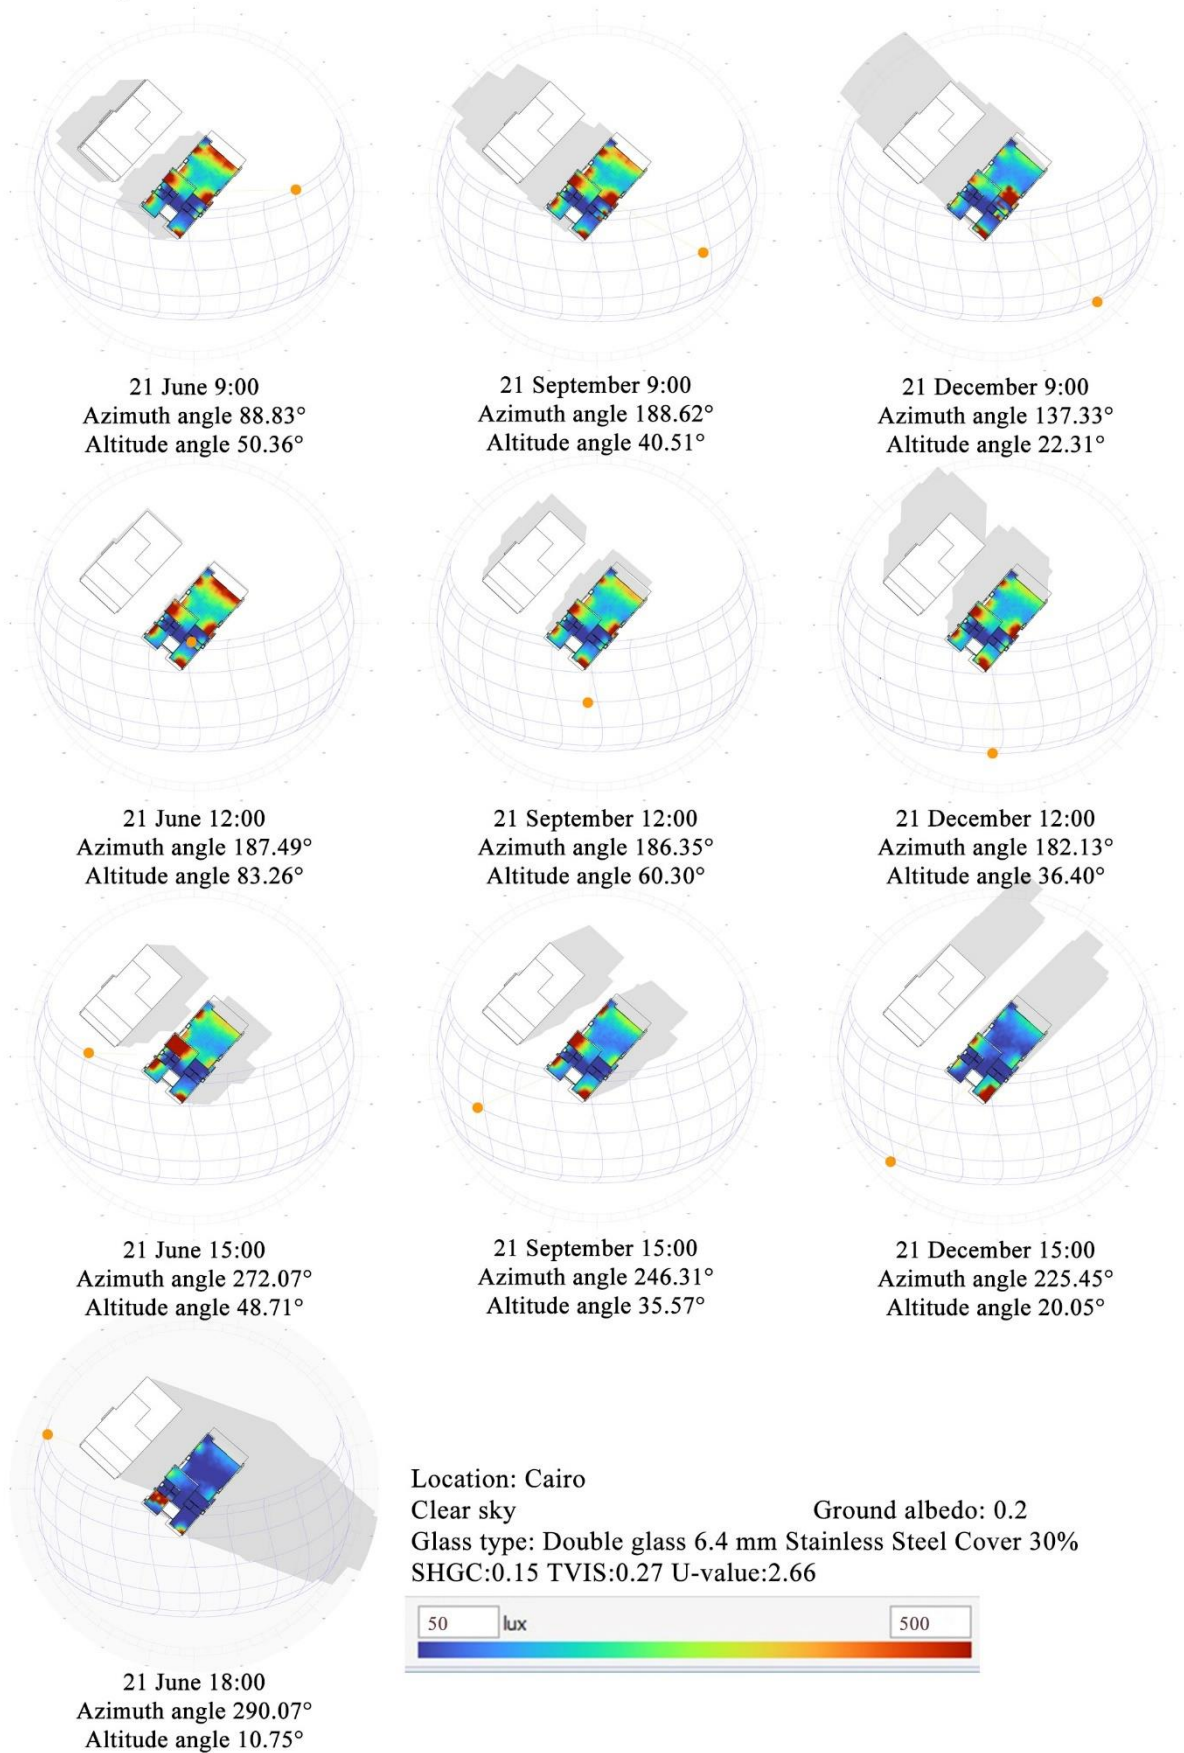 21 June 9:00
Azimuth angle 88.83°
Altitude angle 50.36°
21 September 9:00
Azimuth angle 188.62°
Altitude angle 40.51°
21 December 9:00
Azimuth angle 137.33°
Altitude angle 22.31°
21 June 12:00
Azimuth angle 187.49°
Altitude angle 83.26°
21 September 12:00
Azimuth angle 186.35°
Altitude angle 60.30°
21 December 12:00
Azimuth angle 182.13°
Altitude angle 36.40°
21 June 15:00
Azimuth angle 272.07°
Altitude angle 48.71°
21 September 15:00
Azimuth angle 246.31°
Altitude angle 35.57°
21 December 15:00
Azimuth angle 225.45°
Altitude angle 20.05°
21 June 18:00
Azimuth angle 290.07°
Altitude angle 10.75°
Location: Cairo
Clear sky Ground albedo: 0.2
Glass type: Double glass 6.4 mm Stainless Steel Cover 30%
SHGC:0.15 TVIS:0.27 U-value:2.66
50 lux 500